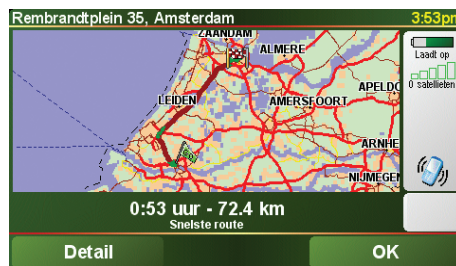 Rembrandtplein 35, Amsterdam
3:53pm
ZAANDAM
ALMERE
Laadt op
0 satellieten
LEIDEN
AMERSFOORT
APELDO
ARNHE
NIJMEGEN
0:53 uur - 72.4 km
Snelste route
Detail
OK